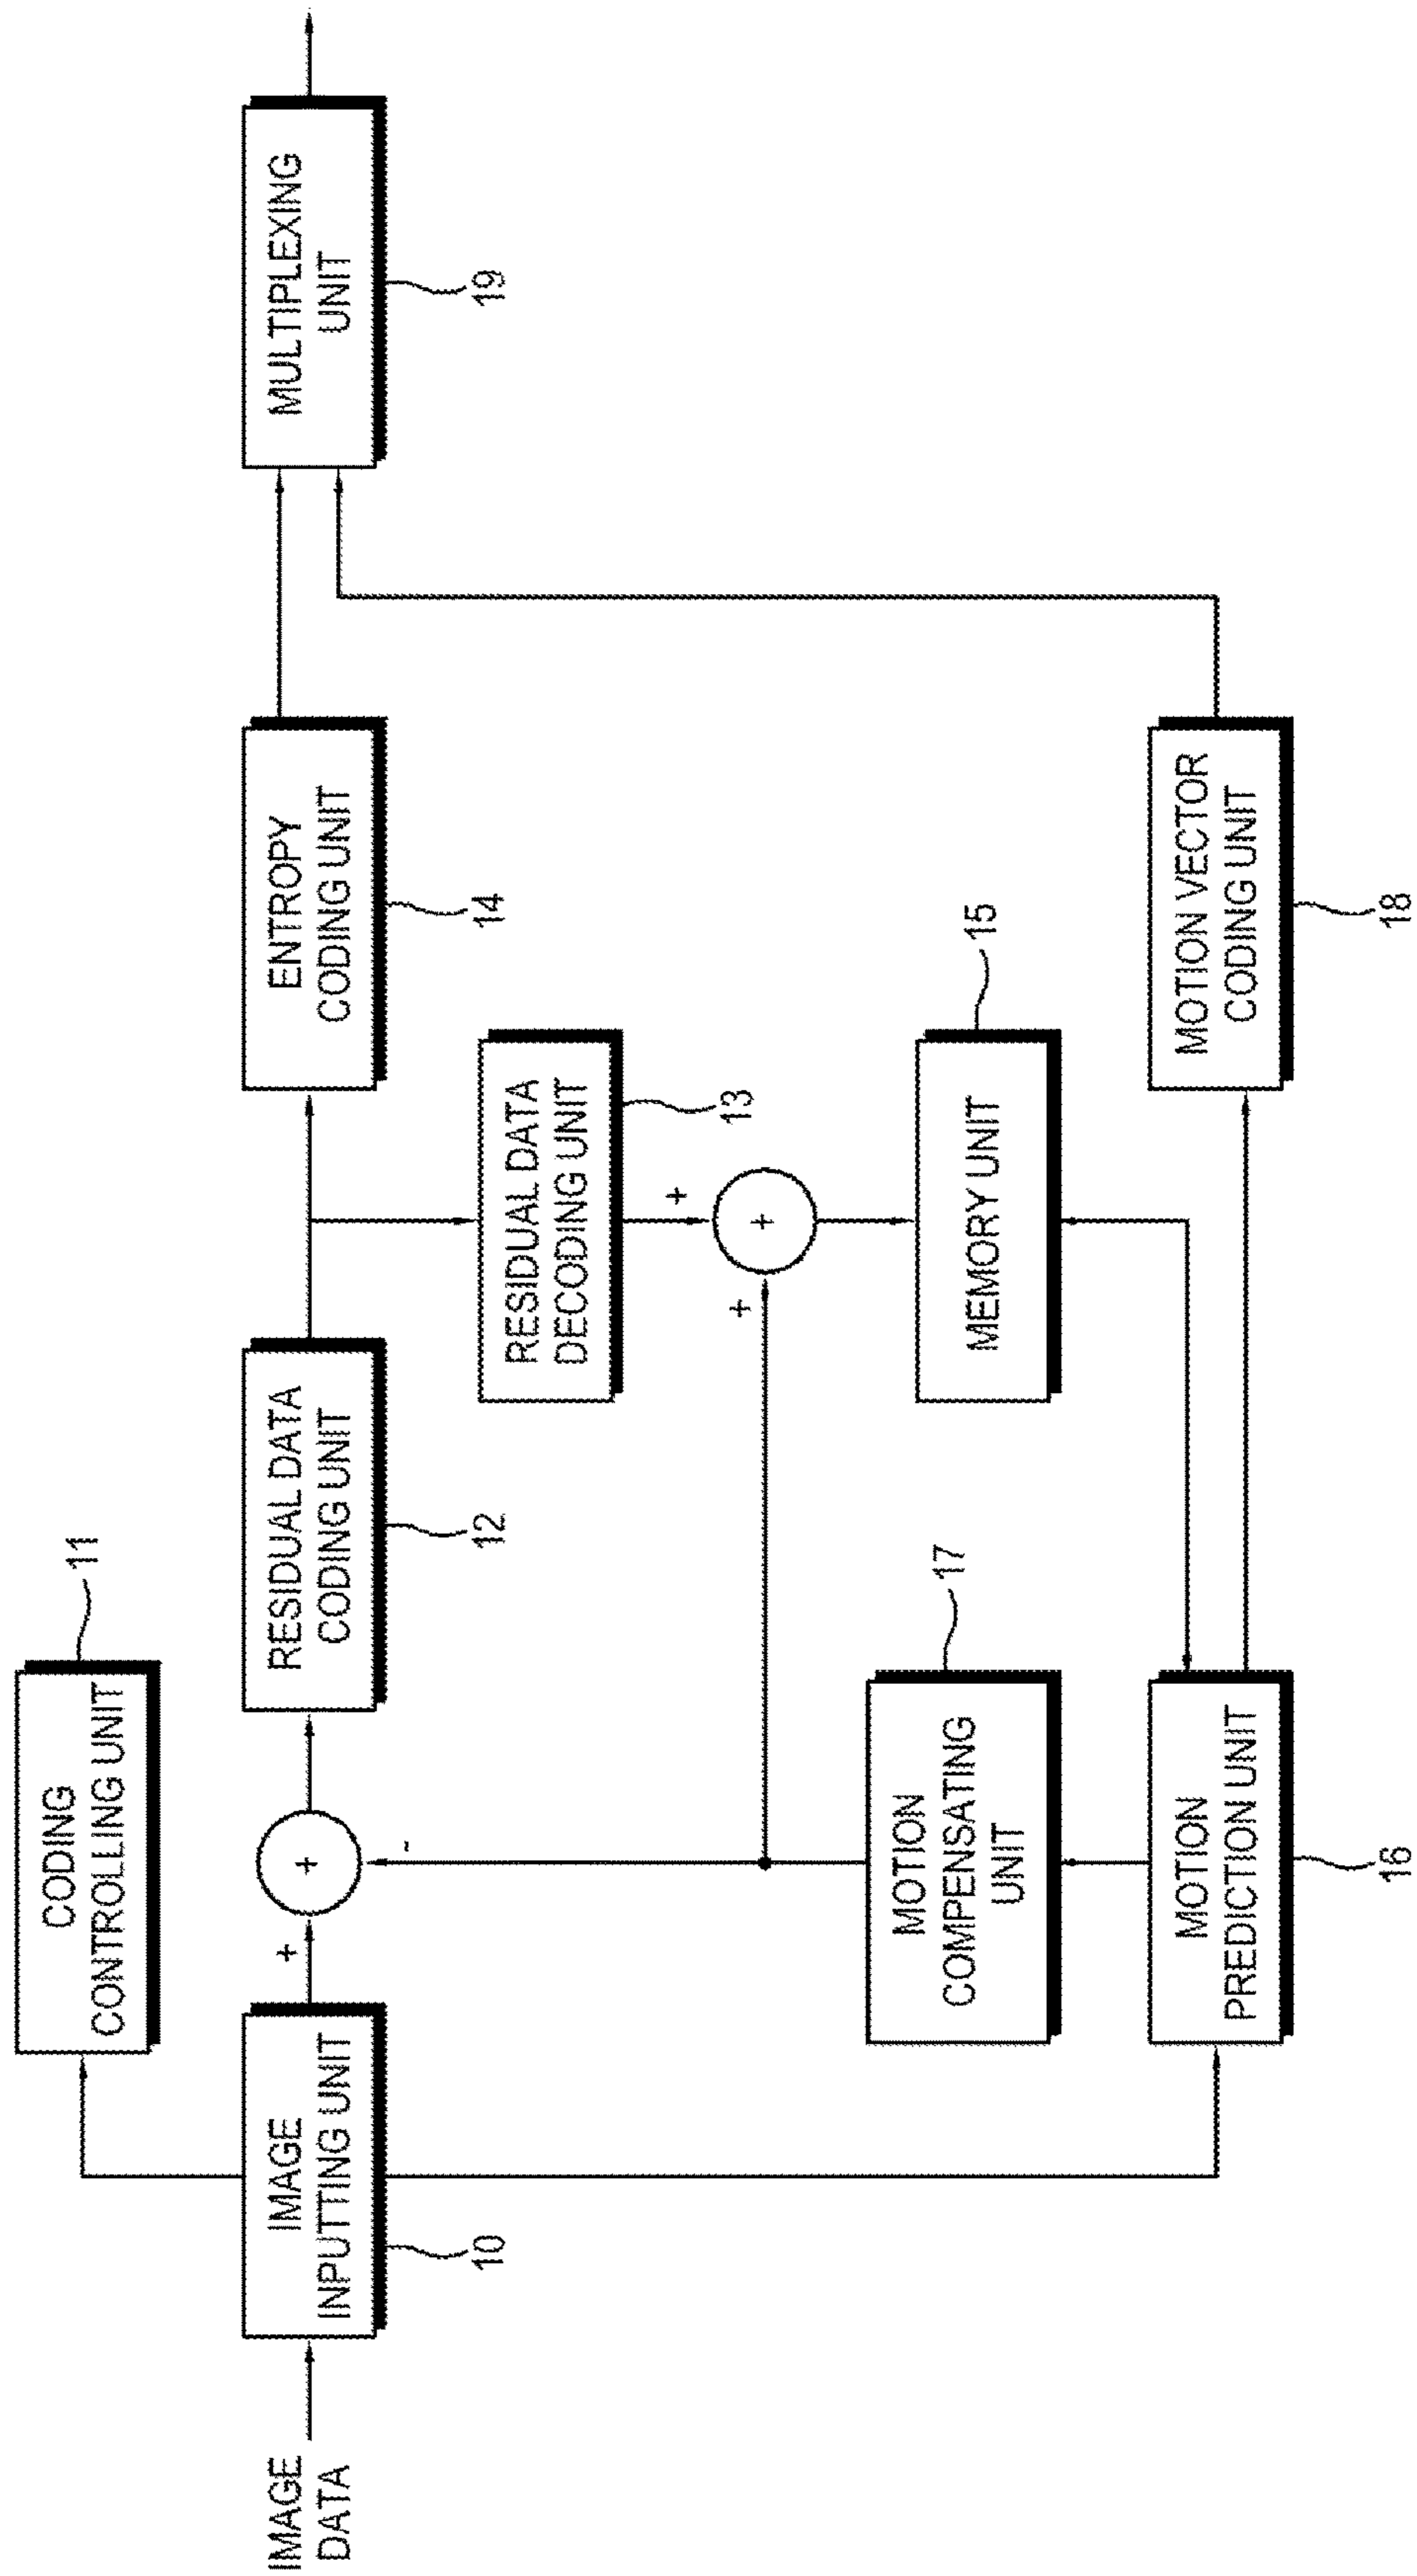 CODING
CONTROLLING UNIT
11
IMAGE
DATA
IMAGE
INPUTTING UNIT
10
+
+
-
RESIDUAL DATA
CODING UNIT
12
ENTROPY
CODING UNIT
14
MULTIPLEXING
UNIT
19
RESIDUAL DATA
DECODING UNIT
13
+
+
+
MOTION
COMPENSATING
UNIT
17
MEMORY UNIT
15
MOTION
PREDICTION UNIT
16
MOTION VECTOR
CODING UNIT
18